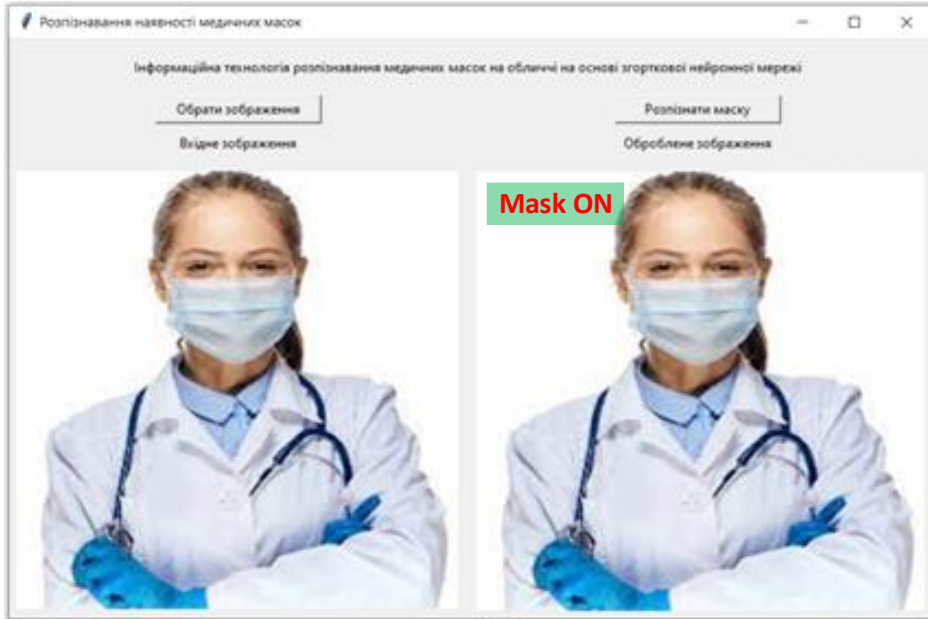 Розпізнавання наявності медичних масок
Інформаційна технологія розпізнавання медичних масок на обличчі на основі згорткової нейронної мережі
Обрати зображення
Розпізнати маску
Вхідне зображення
Оброблене зображення
Mask ON